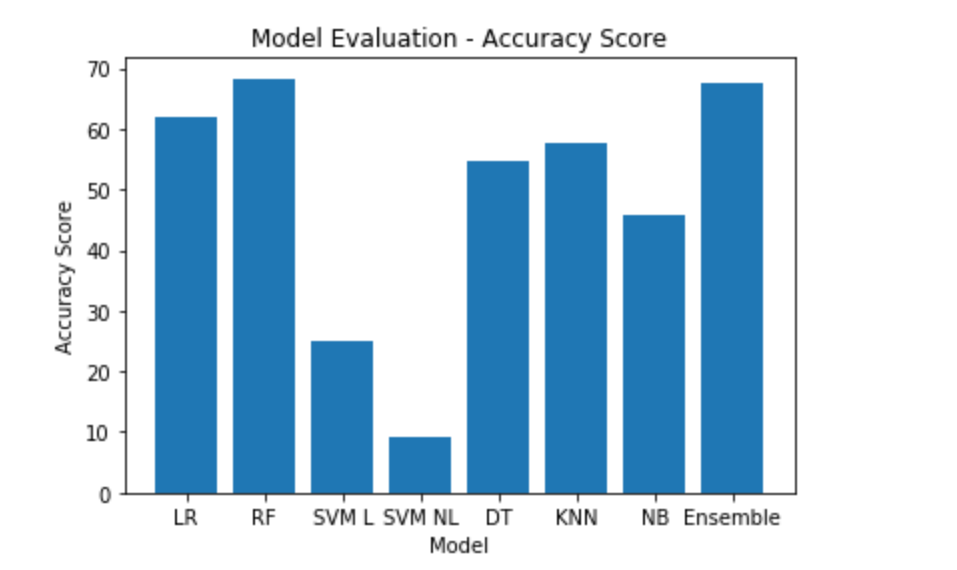 Model Evaluation - Accuracy Score
70
60
50
40
30
20
10
0
Accuracy Score
LR RF SVM L SVM NL DT KNN NB Ensemble
Model